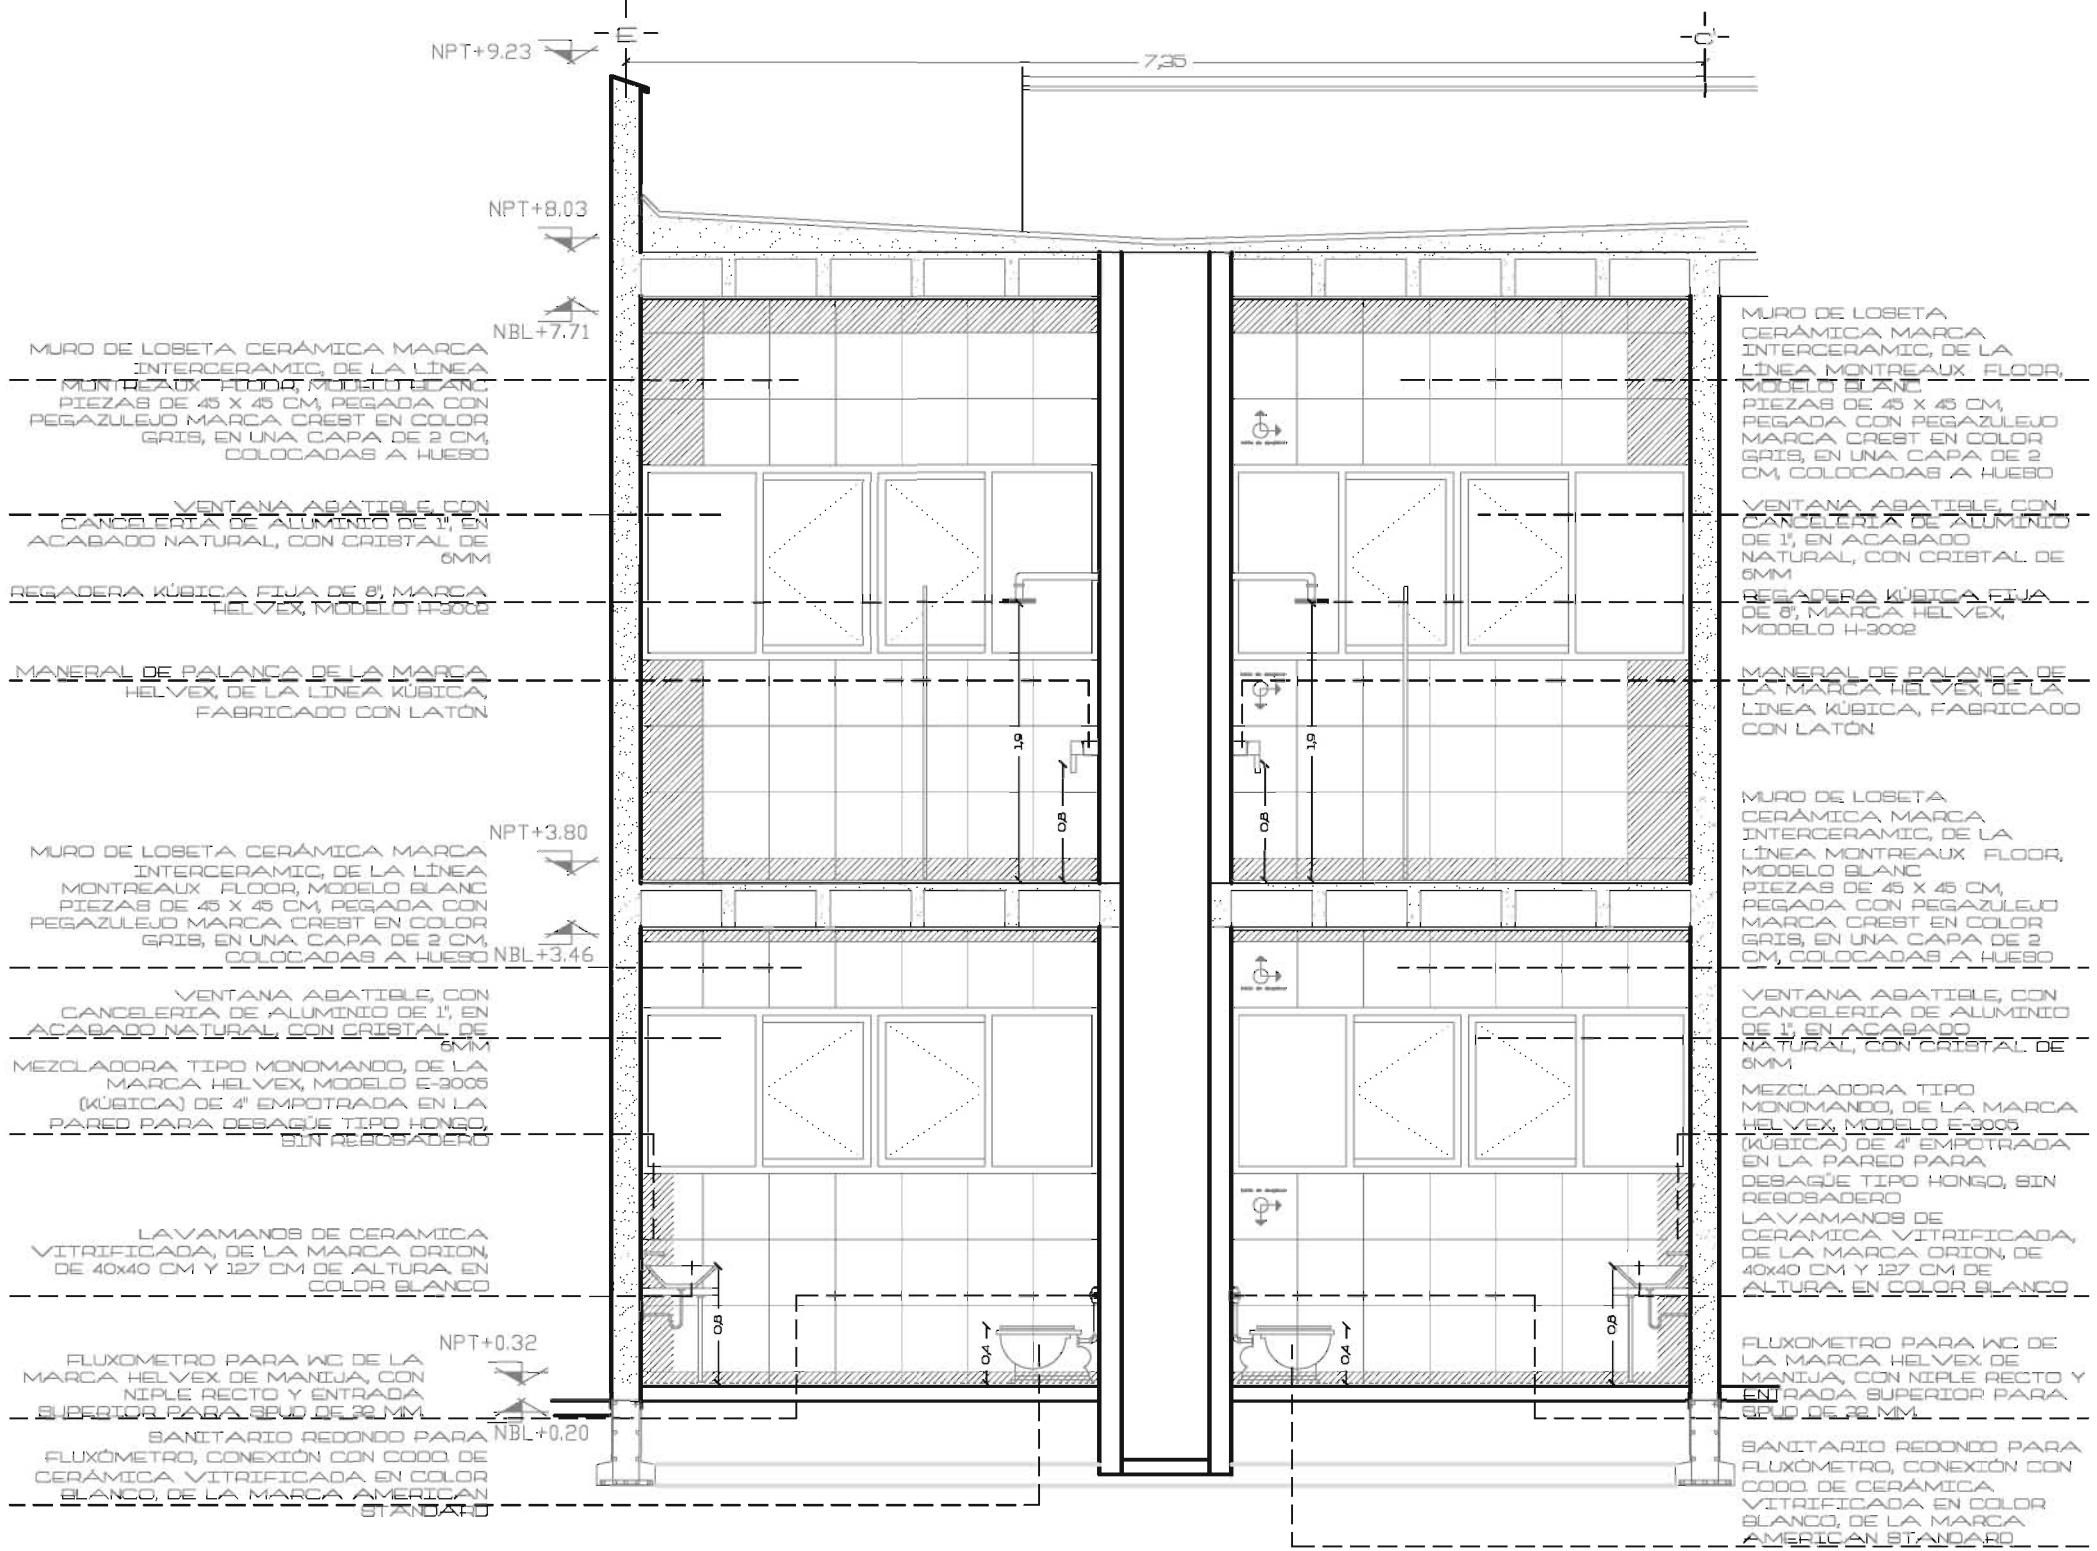 E
C'
7,35
NPT+9.23
NPT+8.03
NBL+7.71
MURO DE LOSETA CERÁMICA MARCA
INTERCERAMIC, DE LA LÍNEA
MONTREAUX FLOOR, MODELO BLANC
PIEZAS DE 45 X 45 CM, PEGADA CON
PEGAZULEJO MARCA CREST EN COLOR
GRIS, EN UNA CAPA DE 2 CM,
COLOCADAS A HUESO
VENTANA ABATIBLE, CON
CANCELERIA DE ALUMINIO DE 1", EN
ACABADO NATURAL, CON CRISTAL DE
6MM
REGADERA KÚBICA FIJA DE 8", MARCA
HELVEX, MODELO H-3002
MANERAL DE PALANCA DE LA MARCA
HELVEX, DE LA LINEA KÚBICA,
FABRICADO CON LATÓN
NPT+3.80
MURO DE LOSETA CERÁMICA MARCA
INTERCERAMIC, DE LA LÍNEA
MONTREAUX FLOOR, MODELO BLANC
PIEZAS DE 45 X 45 CM, PEGADA CON
PEGAZULEJO MARCA CREST EN COLOR
GRIS, EN UNA CAPA DE 2 CM,
COLOCADAS A HUESO
NBL+3.46
VENTANA ABATIBLE, CON
CANCELERIA DE ALUMINIO DE 1", EN
ACABADO NATURAL, CON CRISTAL DE
6MM
MEZCLADORA TIPO MONOMANDO, DE LA
MARCA HELVEX, MODELO E-3005
(KÚBICA) DE 4" EMPOTRADA EN LA
PARED PARA DESAGÜE TIPO HONGO,
SIN REBOSADERO
LAVAMANOS DE CERAMICA
VITRIFICADA, DE LA MARCA ORION,
DE 40x40 CM Y 127 CM DE ALTURA, EN
COLOR BLANCO
NPT+0.32
FLUXOMETRO PARA WC DE LA
MARCA HELVEX DE MANIJA, CON
NIPLE RECTO Y ENTRADA
SUPERIOR PARA SPUD DE 32 MM.
NBL+0.20
SANITARIO REDONDO PARA
FLUXÓMETRO, CONEXIÓN CON CODO, DE
CERÁMICA VITRIFICADA EN COLOR
BLANCO, DE LA MARCA AMERICAN
STANDARD
1,9
0,8
1,9
0,8
0,8
0,4
0,4
0,8
MURO DE LOSETA
CERÁMICA MARCA
INTERCERAMIC, DE LA
LÍNEA MONTREAUX FLOOR,
MODELO BLANC
PIEZAS DE 45 X 45 CM,
PEGADA CON PEGAZULEJO
MARCA CREST EN COLOR
GRIS, EN UNA CAPA DE 2
CM, COLOCADAS A HUESO
VENTANA ABATIBLE, CON
CANCELERIA DE ALUMINIO
DE 1", EN ACABADO
NATURAL, CON CRISTAL DE
6MM
REGADERA KÚBICA FIJA
DE 8", MARCA HELVEX,
MODELO H-3002
MANERAL DE PALANCA DE
LA MARCA HELVEX, DE LA
LINEA KÚBICA, FABRICADO
CON LATÓN
MURO DE LOSETA
CERÁMICA MARCA
INTERCERAMIC, DE LA
LÍNEA MONTREAUX FLOOR,
MODELO BLANC
PIEZAS DE 45 X 45 CM,
PEGADA CON PEGAZULEJO
MARCA CREST EN COLOR
GRIS, EN UNA CAPA DE 2
CM, COLOCADAS A HUESO
VENTANA ABATIBLE, CON
CANCELERIA DE ALUMINIO
DE 1", EN ACABADO
NATURAL, CON CRISTAL DE
6MM
MEZCLADORA TIPO
MONOMANDO, DE LA MARCA
HELVEX, MODELO E-3005
(KÚBICA) DE 4" EMPOTRADA
EN LA PARED PARA
DESAGÜE TIPO HONGO, SIN
REBOSADERO
LAVAMANOS DE
CERAMICA VITRIFICADA,
DE LA MARCA ORION, DE
40x40 CM Y 127 CM DE
ALTURA, EN COLOR BLANCO
FLUXOMETRO PARA WC DE
LA MARCA HELVEX DE
MANIJA, CON NIPLE RECTO Y
ENTRADA SUPERIOR PARA
SPUD DE 32 MM.
SANITARIO REDONDO PARA
FLUXÓMETRO, CONEXIÓN CON
CODO, DE CERÁMICA
VITRIFICADA EN COLOR
BLANCO, DE LA MARCA
AMERICAN STANDARD